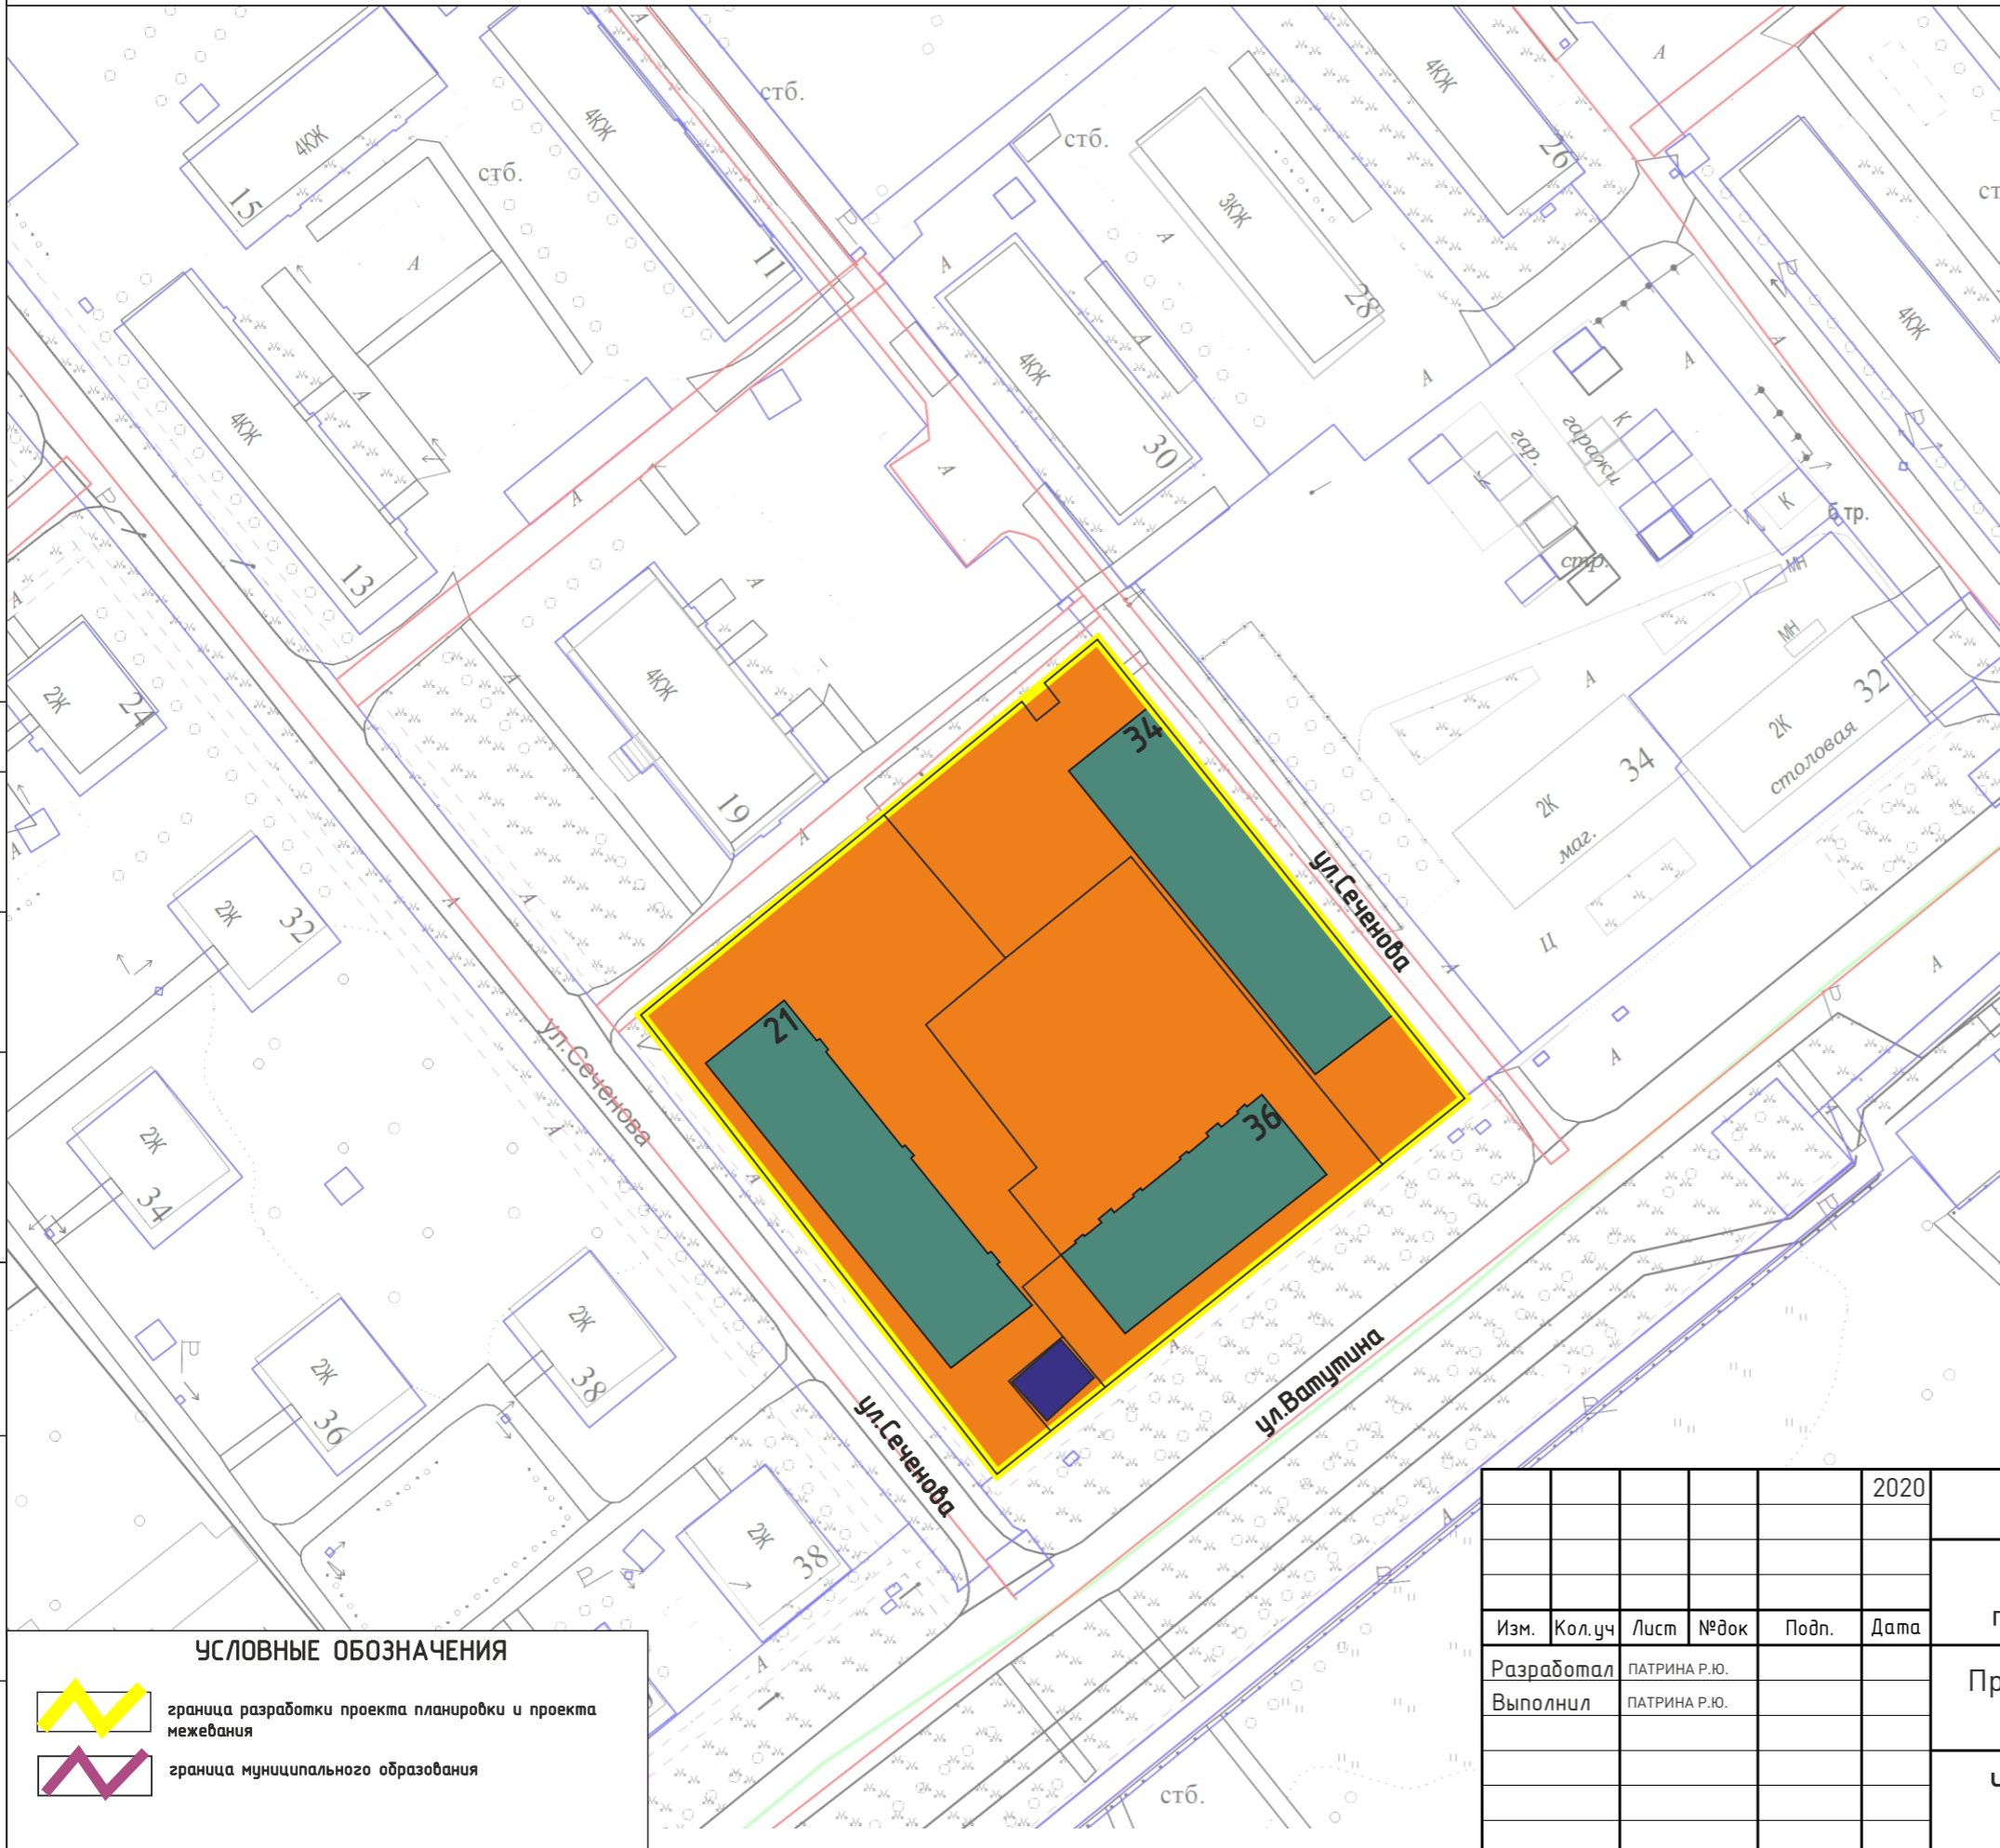 стб.
4КЖ
4КЖ
4КЖ
26
стб.
стб.
ст
15
3КЖ
11
28
4КЖ
4КЖ
4КЖ
30
гар.
К
гаражи
К
К
б.тр.
13
стр.
МН
МН
2Ж
24
4КЖ
19
34
2К
34
маг.
2К
32
столовая
2Ж
32
Ц
ул.Сеченова
21
ул.Сеченова
36
2Ж
34
2Ж
38
2Ж
36
ул.Ватутина
ул.Сеченова
2Ж
38
стб.
УСЛОВНЫЕ ОБОЗНАЧЕНИЯ
граница разработки проекта планировки и проекта
межевания
граница муниципального образования
2020
Изм. Кол.уч Лист №док Подп. Дата
Разработал ПАТРИНА Р.Ю.
Выполнил ПАТРИНА Р.Ю.
Пр